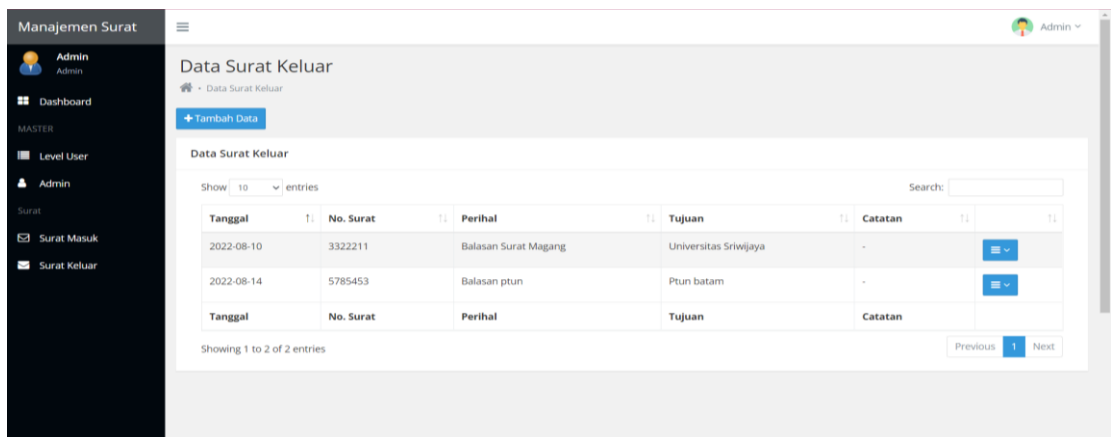 Manajemen Surat
Admin
Admin
Admin
Dashboard
MASTER
Level User
Admin
Surat
Surat Masuk
Surat Keluar
Data Surat Keluar
• Data Surat Keluar
+ Tambah Data
Data Surat Keluar
Show 10 entries Search:
Tanggal No. Surat Perihal Tujuan Catatan
2022-08-10 3322211 Balasan Surat Magang Universitas Sriwijaya -
2022-08-14 5785453 Balasan ptun Ptun batam -
Tanggal No. Surat Perihal Tujuan Catatan
Showing 1 to 2 of 2 entries Previous 1 Next